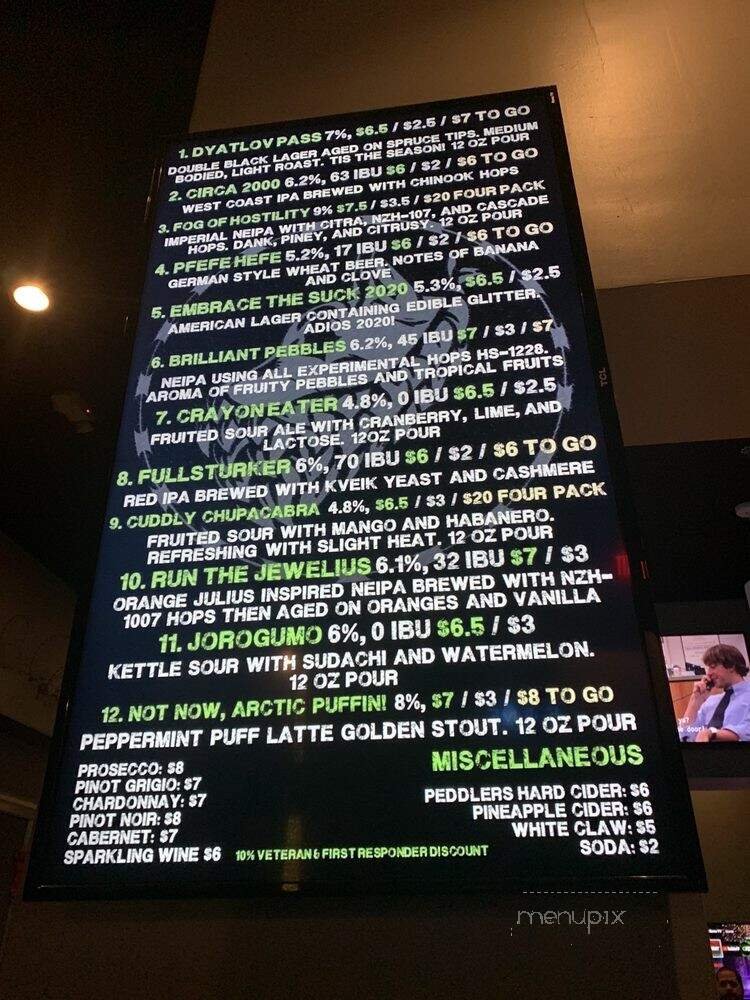 1. DYATLOV PASS 7%, $6.5 / $2.5 / $7 TO GO
DOUBLE BLACK LAGER AGED ON SPRUCE TIPS. MEDIUM
BODIED, LIGHT ROAST. TIS THE SEASON! 12 OZ POUR
2. CIRCA 2000 6.2%, 63 IBU $6 / $2 / $6 TO GO
WEST COAST IPA BREWED WITH CHINOOK HOPS
3. FOG OF HOSTILITY 9% $7.5 / $3.5 / $20 FOUR PACK
IMPERIAL NEIPA WITH CITRA, NZH-107, AND CASCADE
HOPS. DANK, PINEY, AND CITRUSY. 12 OZ POUR
4. PFEFE HEFE 5.2%, 17 IBU $6 / $2 / $6 TO GO
GERMAN STYLE WHEAT BEER. NOTES OF BANANA
AND CLOVE
5. EMBRACE THE SUCK 2020 5.3%, $6.5 / $2.5
AMERICAN LAGER CONTAINING EDIBLE GLITTER.
ADIOS 2020!
6. BRILLIANT PEBBLES 6.2%, 45 IBU $7 / $3 / $7
NEIPA USING ALL EXPERIMENTAL HOPS HS-1228.
AROMA OF FRUITY PEBBLES AND TROPICAL FRUITS
7. CRAYON EATER 4.8%, 0 IBU $6.5 / $2.5
FRUITED SOUR ALE WITH CRANBERRY, LIME, AND
LACTOSE. 12OZ POUR
8. FULLSTURKER 6%, 70 IBU $6 / $2 / $6 TO GO
RED IPA BREWED WITH KVEIK YEAST AND CASHMERE
9. CUDDLY CHUPACABRA 4.8%, $6.5 / $3 / $20 FOUR PACK
FRUITED SOUR WITH MANGO AND HABANERO.
REFRESHING WITH SLIGHT HEAT. 12 OZ POUR
10. RUN THE JEWELIUS 6.1%, 32 IBU $7 / $3
ORANGE JULIUS INSPIRED NEIPA BREWED WITH NZH-
1007 HOPS THEN AGED ON ORANGES AND VANILLA
11. JOROGUMO 6%, 0 IBU $6.5 / $3
KETTLE SOUR WITH SUDACHI AND WATERMELON.
12 OZ POUR
12. NOT NOW, ARCTIC PUFFIN! 8%, $7 / $3 / $8 TO GO
PEPPERMINT PUFF LATTE GOLDEN STOUT. 12 OZ POUR
PROSECCO: $8
PINOT GRIGIO: $7
CHARDONNAY: $7
PINOT NOIR: $8
CABERNET: $7
SPARKLING WINE $6
MISCELLANEOUS
PEDDLERS HARD CIDER: $6
PINEAPPLE CIDER: $6
WHITE CLAW: $5
SODA: $2
10% VETERAN & FIRST RESPONDER DISCOUNT
TCL
menupix